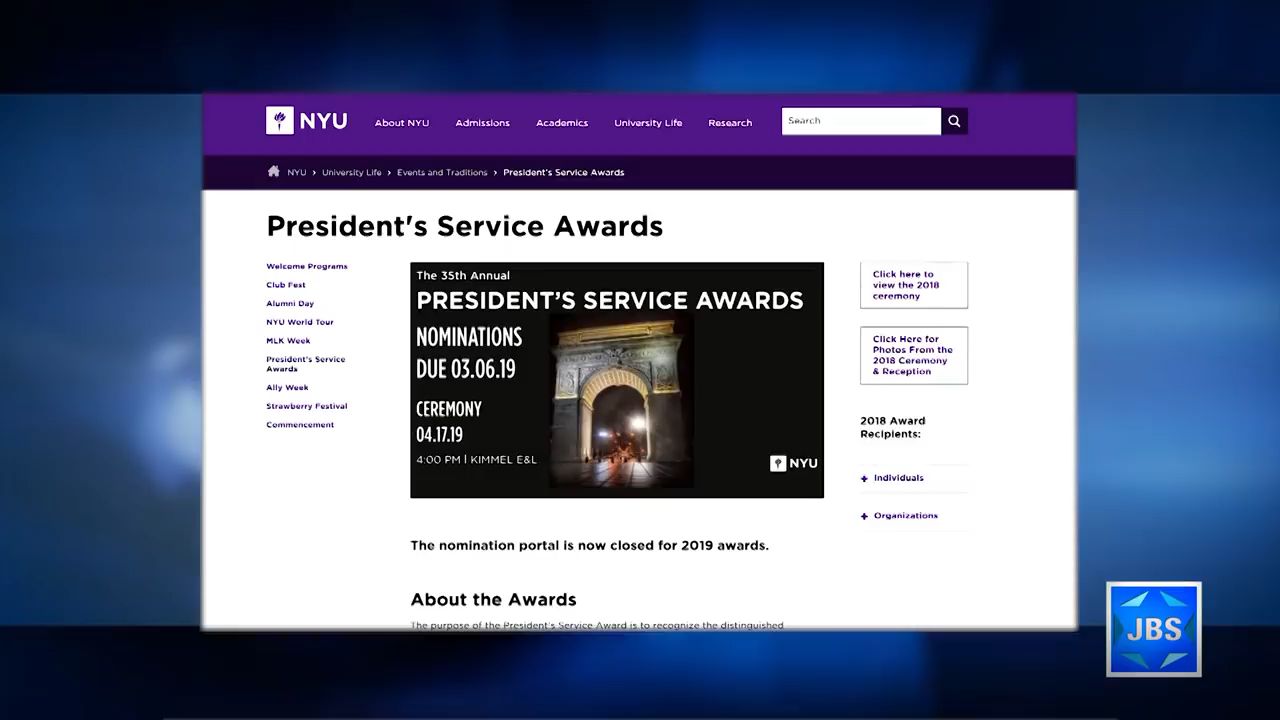 NYU
About NYU
Admissions
Academics
University Life
Research
Search
NYU › University Life › Events and Traditions › President's Service Awards
President's Service Awards
Welcome Programs
Club Fest
Alumni Day
NYU World Tour
MLK Week
President's Service
Awards
Ally Week
Strawberry Festival
Commencement
The 35th Annual
PRESIDENT'S SERVICE AWARDS
NOMINATIONS
DUE 03.06.19
CEREMONY
04.17.19
4:00 PM | KIMMEL E&L
NYU
Click here to
view the 2018
ceremony
Click Here for
Photos From the
2018 Ceremony
& Reception
2018 Award
Recipients:
+ Individuals
+ Organizations
The nomination portal is now closed for 2019 awards.
About the Awards
The purpose of the President's Service Award is to recognize the distinguished
JBS